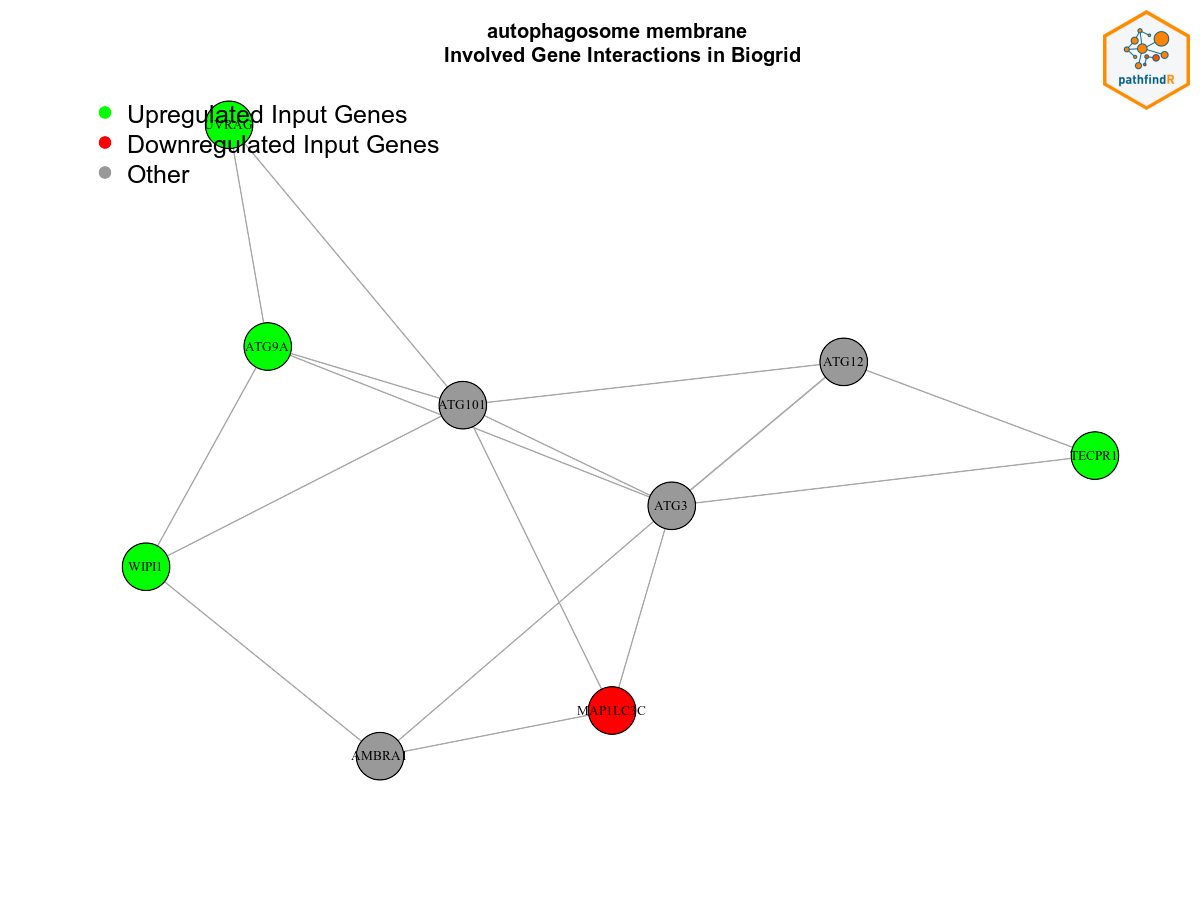 autophagosome membrane
Involved Gene Interactions in Biogrid
pathfindR
Upregulated Input Genes
UVRAG
Downregulated Input Genes
Other
ATG9A
ATG12
ATG101
TECPR1
ATG3
WIPI1
MAP1LC3C
AMBRA1